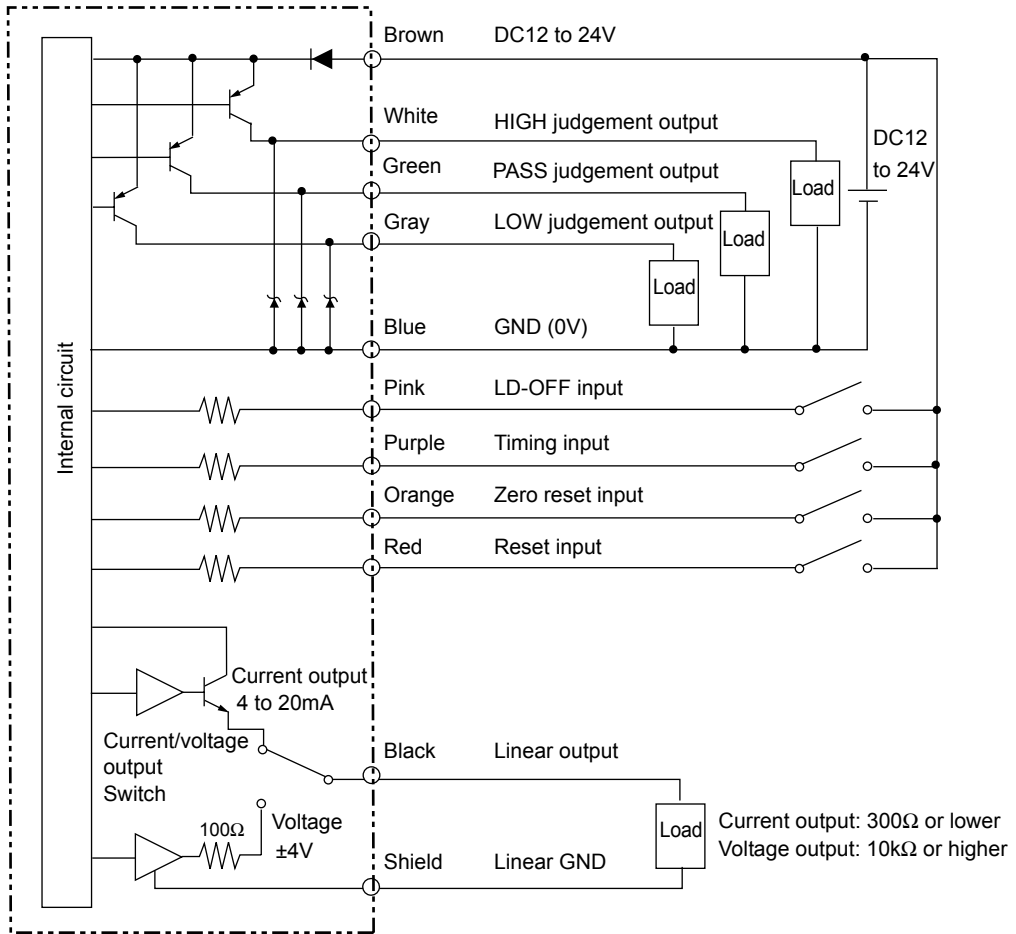 Brown DC12 to 24V
White HIGH judgement output
DC12
to 24V
Green PASS judgement output
Load
Gray LOW judgement output
Load
Load
Blue GND (0V)
Internal circuit
Pink LD-OFF input
Purple Timing input
Orange Zero reset input
Red Reset input
Current output
4 to 20mA
Current/voltage
output
Switch
Black Linear output
100Ω
Voltage
±4V
Load
Current output: 300Ω or lower
Voltage output: 10kΩ or higher
Shield Linear GND